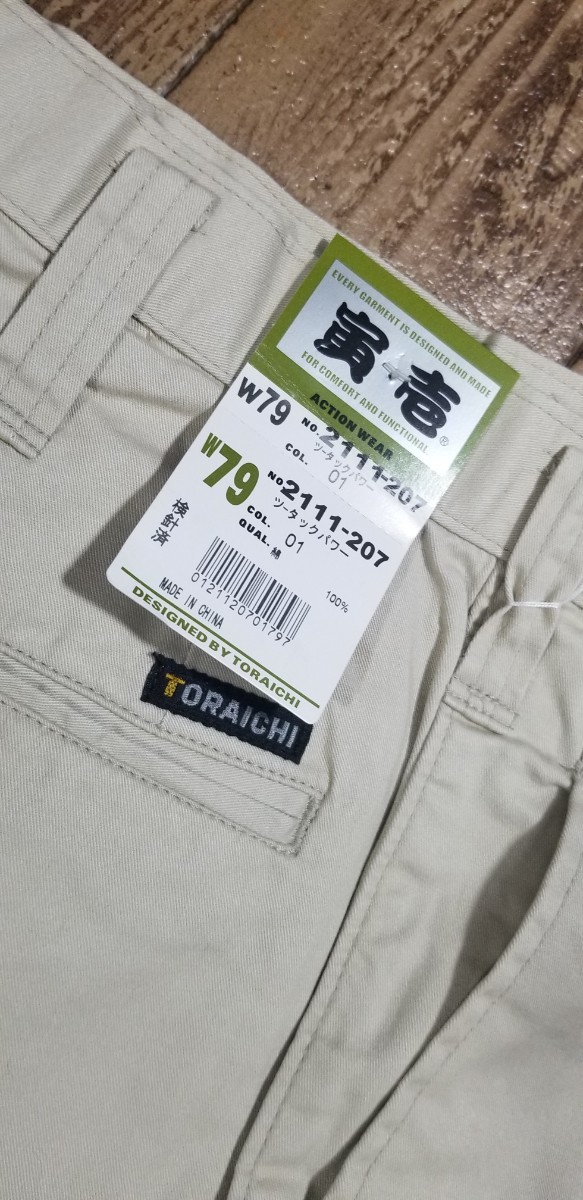 EVERY GARMENT IS DESIGNED AND MADE
寅壱®
FOR COMFORT AND FUNCTIONAL
ACTION WEAR
W79 NO.2111-207
ツータックパワー
COL. 01
W79 NO2111-207
ツータックパワー
COL. 01
QUAL. 綿 100%
検針済
0121120701797
MADE IN CHINA
DESIGNED BY TORAICHI
TORAICHI